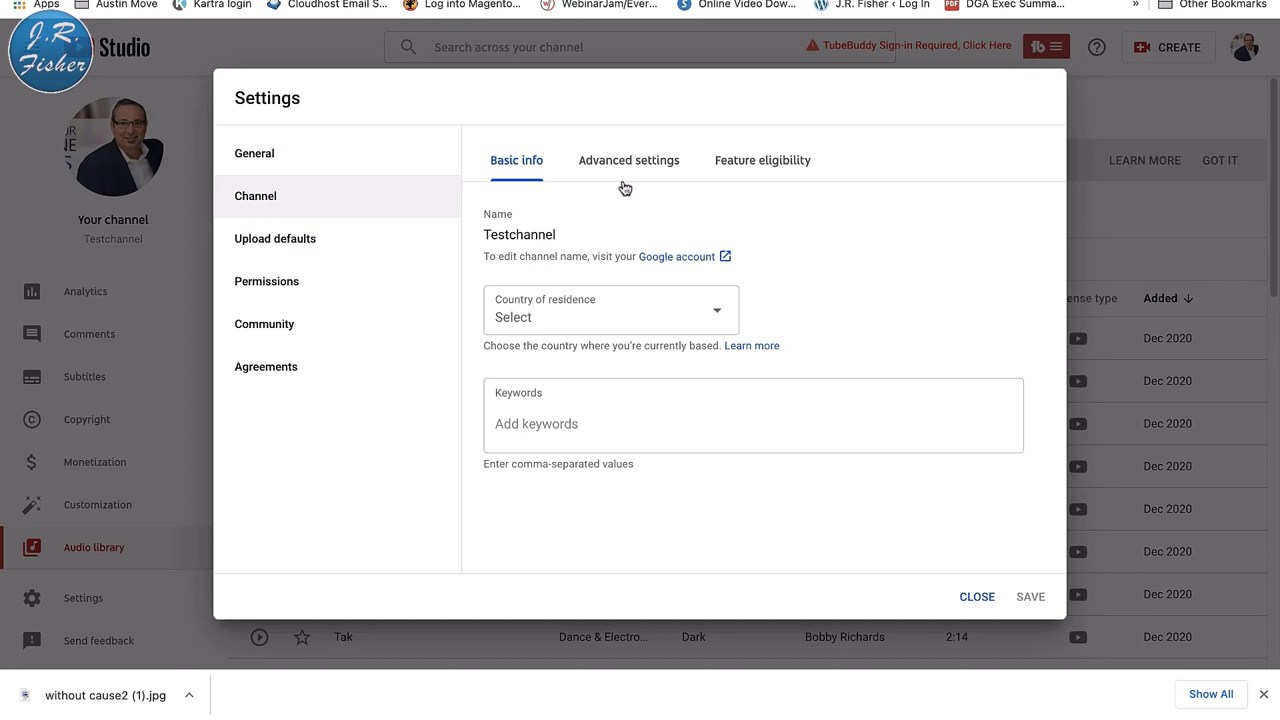 Apps
Austin Move
Kartra login
Cloudhost Email S...
Log into Magento...
WebinarJam/Ever...
Online Video Dow...
J.R. Fisher ‹ Log In
PDF
DGA Exec Summa...
»
Other Bookmarks
J.R.
Fisher
Studio
Search across your channel
TubeBuddy Sign-in Required, Click Here
tb
CREATE
Your channel
Testchannel
Analytics
Comments
Subtitles
Copyright
Monetization
Customization
Audio library
Settings
Send feedback
Settings
General
Channel
Upload defaults
Permissions
Community
Agreements
Basic info
Advanced settings
Feature eligibility
Name
Testchannel
To edit channel name, visit your Google account
Country of residence
Select
Choose the country where you're currently based. Learn more
Keywords
Add keywords
Enter comma-separated values
CLOSE
SAVE
LEARN MORE
GOT IT
ense type
Added
Dec 2020
Dec 2020
Dec 2020
Dec 2020
Dec 2020
Dec 2020
Dec 2020
Tak
Dance & Electro...
Dark
Bobby Richards
2:14
Dec 2020
without cause2 (1).jpg
Show All